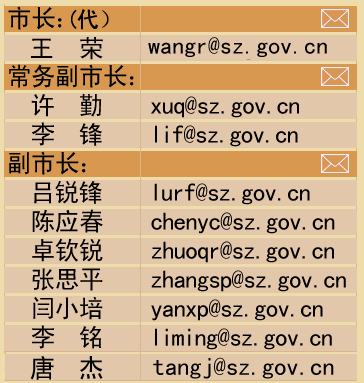 市长:(代)
王　荣 wangr@sz.gov.cn
常务副市长:
许　勤 xuq@sz.gov.cn
李　锋 lif@sz.gov.cn
副市长:
吕锐锋 lurf@sz.gov.cn
陈应春 chenyc@sz.gov.cn
卓钦锐 zhuoqr@sz.gov.cn
张思平 zhangsp@sz.gov.cn
闫小培 yanxp@sz.gov.cn
李　铭 liming@sz.gov.cn
唐　杰 tangj@sz.gov.cn